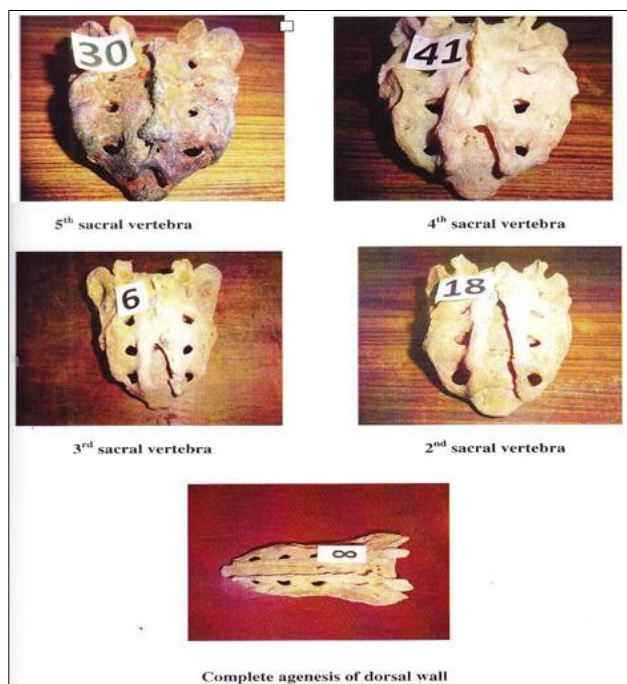 30
41
5th sacral vertebra
4th sacral vertebra
6
18
3rd sacral vertebra
2nd sacral vertebra
8
Complete agenesis of dorsal wall